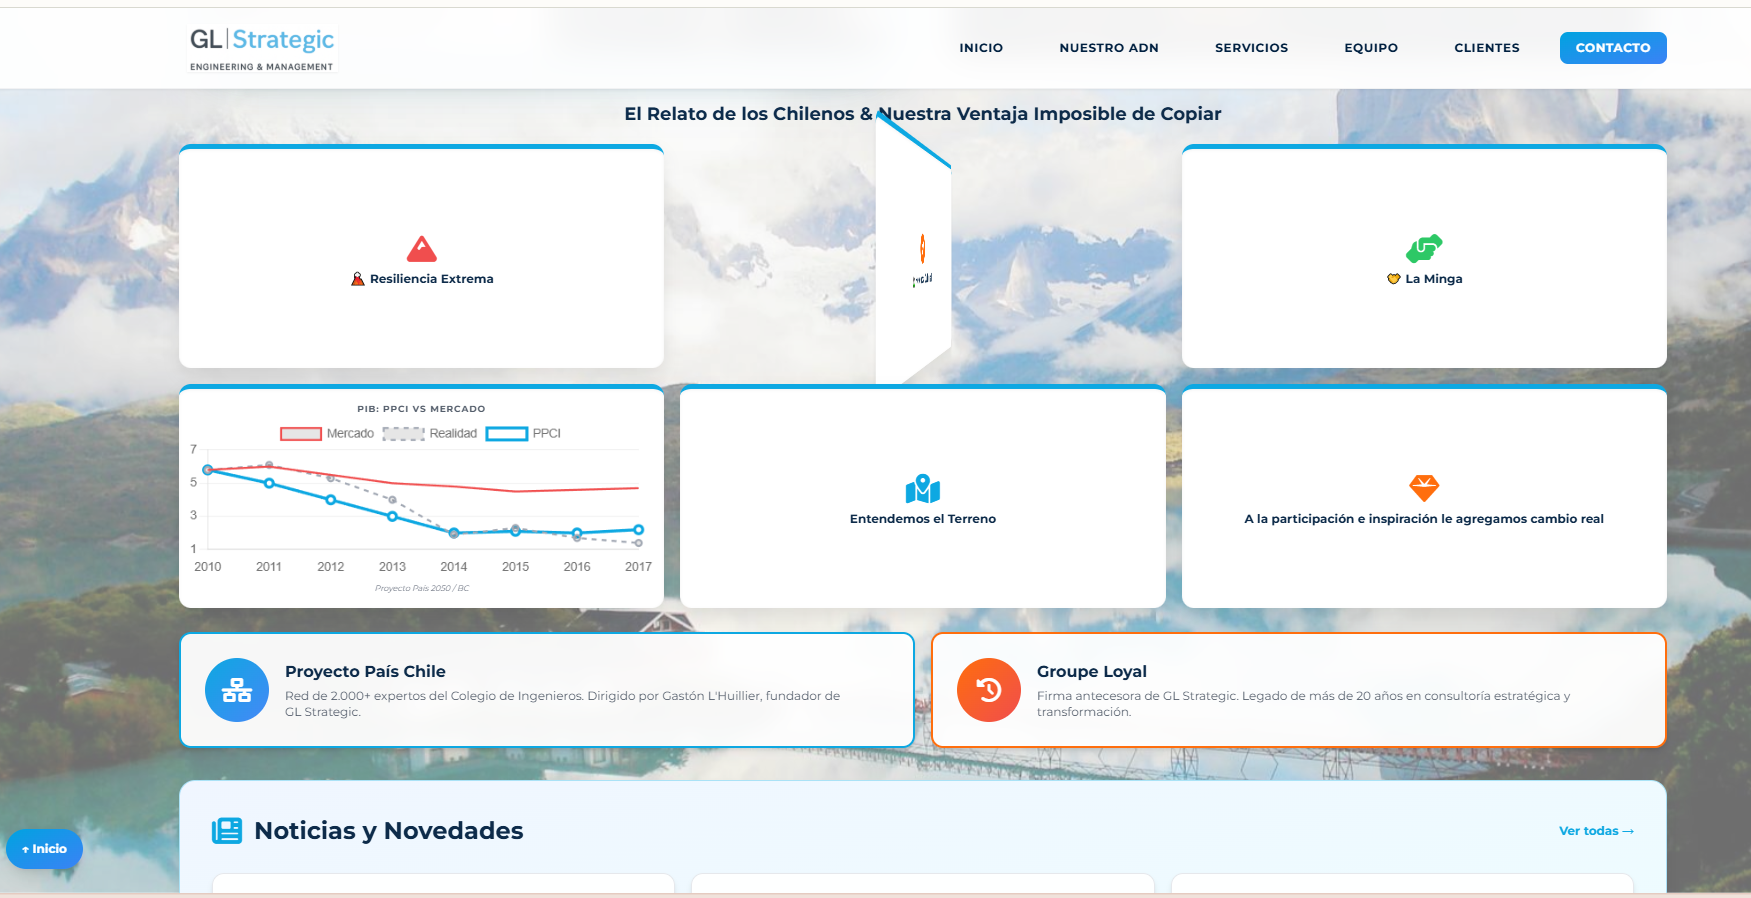 GL|Strategic
ENGINEERING & MANAGEMENT
INICIO
NUESTRO ADN
SERVICIOS
EQUIPO
CLIENTES
CONTACTO
El Relato de los Chilenos & Nuestra Ventaja Imposible de Copiar
Resiliencia Extrema
La Minga
PIB: PPCI VS MERCADO
Mercado
Realidad
PPCI
7
5
3
1
2010
2011
2012
2013
2014
2015
2016
2017
Proyecto País 2050 / BC
Entendemos el Terreno
A la participación e inspiración le agregamos cambio real
Proyecto País Chile
Red de 2.000+ expertos del Colegio de Ingenieros. Dirigido por Gastón L'Huillier, fundador de
GL Strategic.
Groupe Loyal
Firma antecesora de GL Strategic. Legado de más de 20 años en consultoría estratégica y
transformación.
Noticias y Novedades
Ver todas →
↑ Inicio